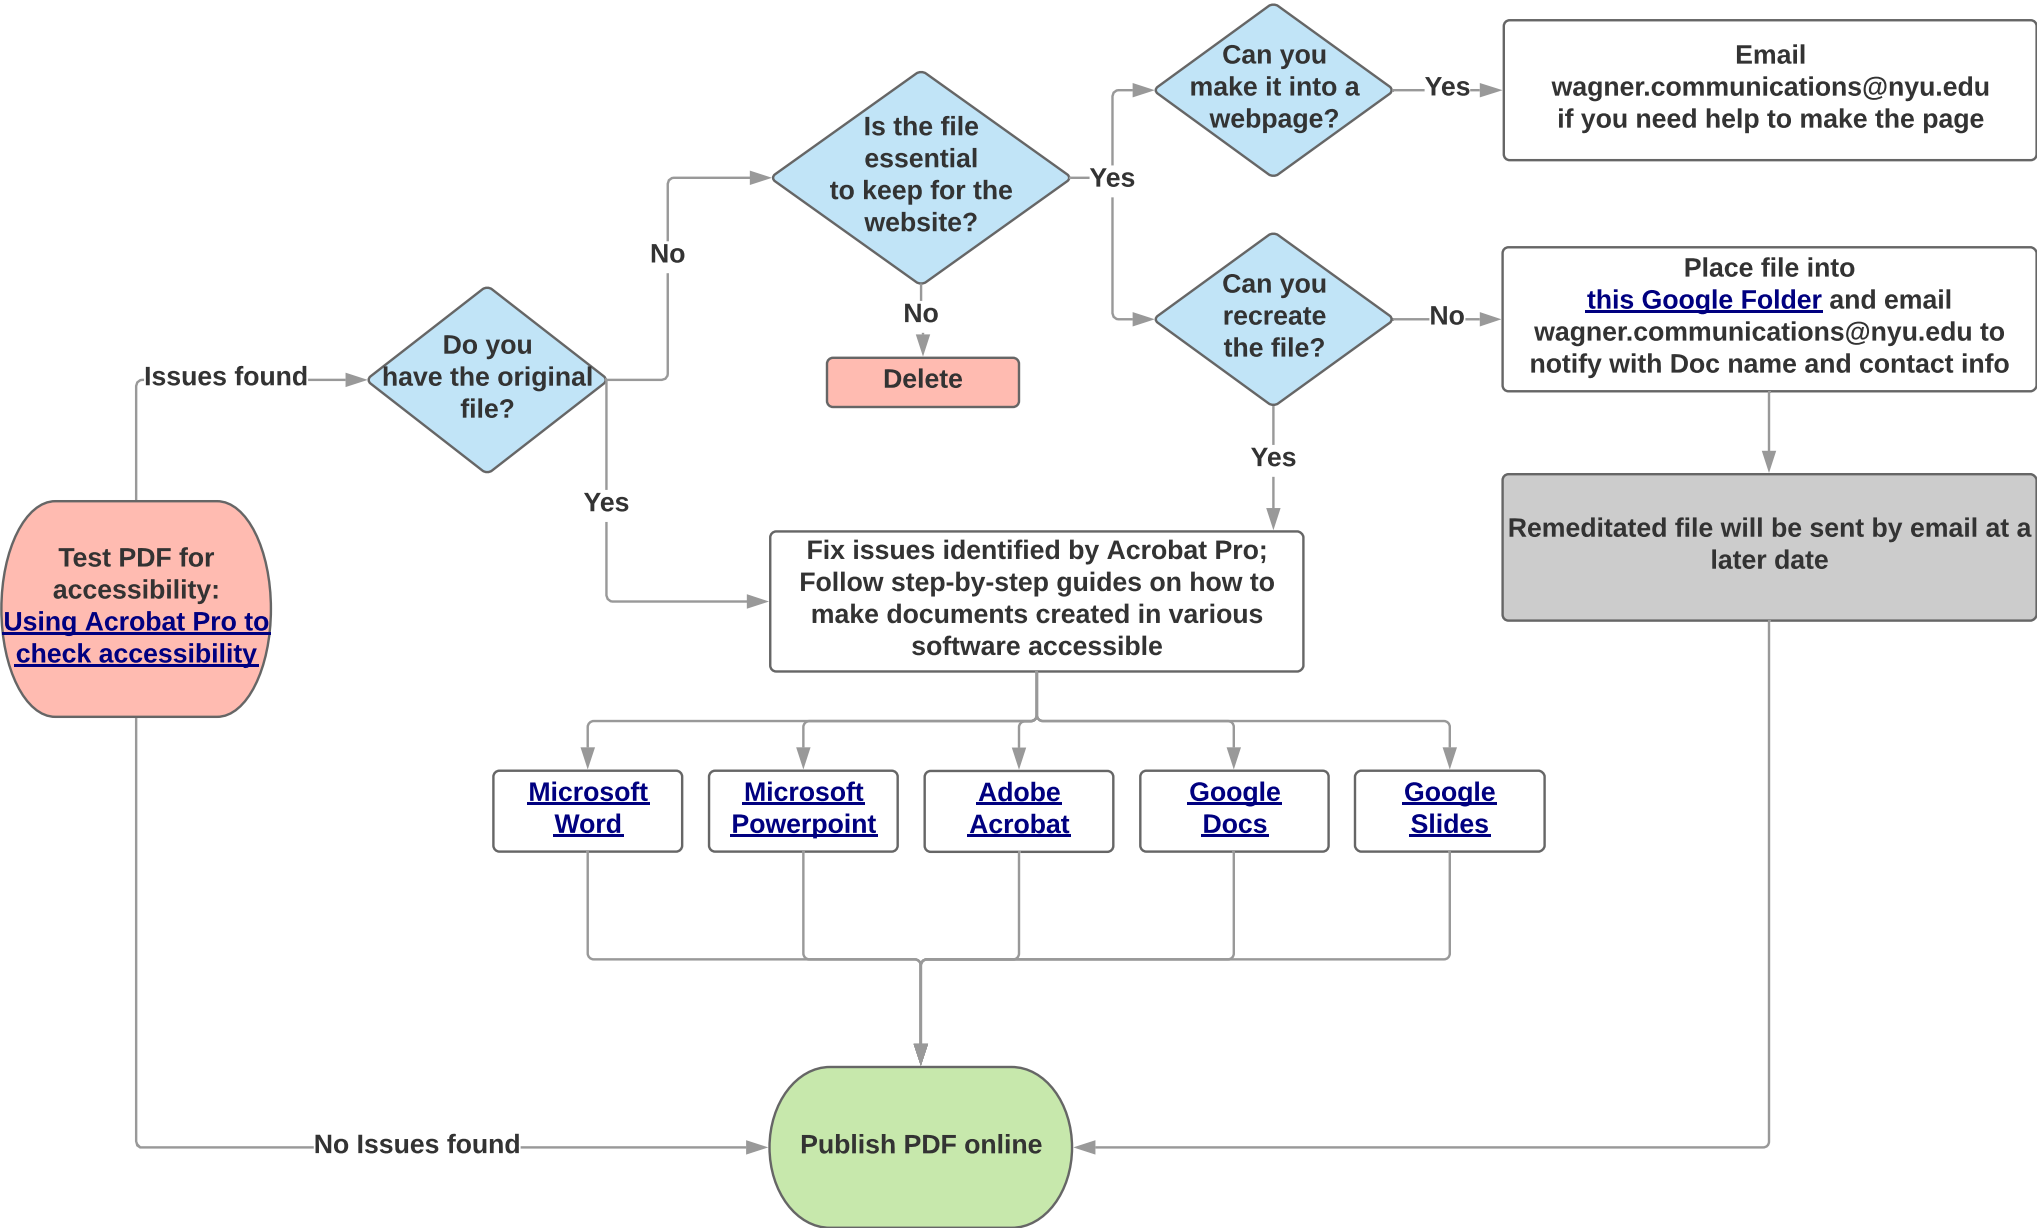 Can you
make it into a
webpage?
Yes
Email
wagner.communications@nyu.edu
if you need help to make the page
Is the file
essential
to keep for the
website?
Yes
No
No
Delete
Can you
recreate
the file?
No
Place file into
this Google Folder and email
wagner.communications@nyu.edu to
notify with Doc name and contact info
Issues found
Do you
have the original
file?
Yes
Yes
Test PDF for
accessibility:
Using Acrobat Pro to
check accessibility
Fix issues identified by Acrobat Pro;
Follow step-by-step guides on how to
make documents created in various
software accessible
Remeditated file will be sent by email at a
later date
Microsoft
Word
Microsoft
Powerpoint
Adobe
Acrobat
Google
Docs
Google
Slides
No Issues found
Publish PDF online